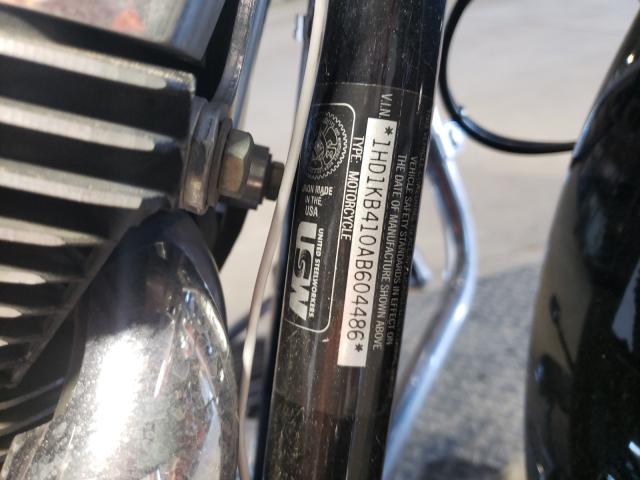 VEHICLE SAFETY STANDARDS IN EFFECT ON
THE DATE OF MANUFACTURE SHOWN ABOVE
V.I.N.
*1HD1KB410AB604486*
TYPE: MOTORCYCLE
UNION MADE
IN THE
USA
UNITED STEELWORKERS
USW